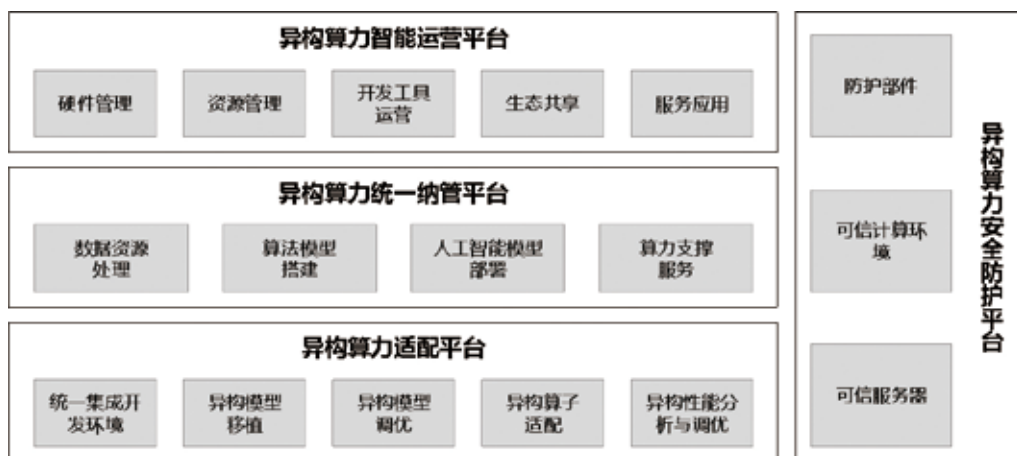 异构算力智能运营平台
硬件管理
资源管理
开发工具
运营
生态共享
服务应用
异构算力统一纳管平台
数据资源
处理
算法模型
搭建
人工智能模型
部署
算力支撑
服务
异构算力适配平台
统一集成开
发环境
异构模型
移植
异构模型
调优
异构算子
适配
异构性能分
析与调优
防护部件
可信计算环
境
可信服务器
异构算力安全防护平台